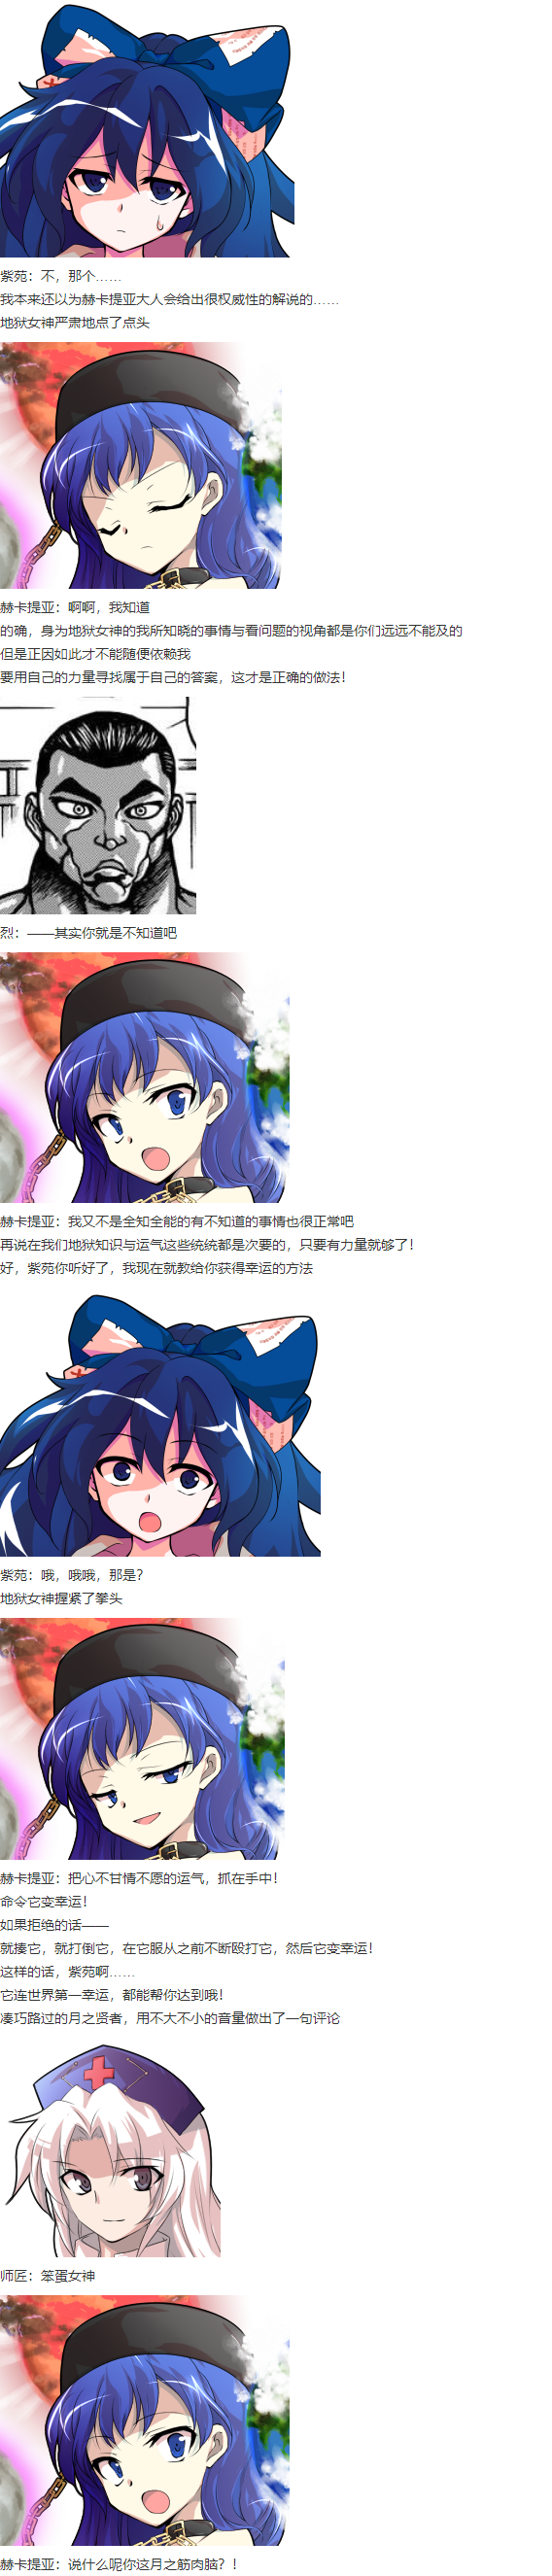 紫苑：不，那个……
我本来还以为赫卡提亚大人会给出很权威性的解说的……
地狱女神严肃地点了点头
赫卡提亚：啊啊，我知道
的确，身为地狱女神的我所知晓的事情与看问题的视角都是你们远远不能及的
但是正因如此才不能随便依赖我
要用自己的力量寻找属于自己的答案，这才是正确的做法！
烈：——其实你就是不知道吧
赫卡提亚：我又不是全知全能的有不知道的事情也很正常吧
再说在我们地狱知识与运气这些统统都是次要的，只要有力量就够了！
好，紫苑你听好了，我现在就教给你获得幸运的方法
紫苑：哦，哦哦，那是？
地狱女神握紧了拳头
赫卡提亚：把心不甘情不愿的运气，抓在手中！
命令它变幸运！
如果拒绝的话——
就揍它，就打倒它，在它服从之前不断殴打它，然后它变幸运！
这样的话，紫苑啊……
它连世界第一幸运，都能帮你达到哦！
凑巧路过的月之贤者，用不大不小的音量做出了一句评论
师匠：笨蛋女神
赫卡提亚：说什么呢你这月之筋肉脑？！